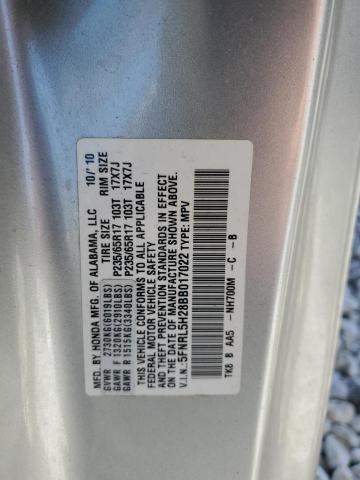 MFD. BY HONDA MFG. OF ALABAMA, LLC 10/'10
TIRE SIZE RIM SIZE
GVWR 2730KG(6019LBS)
GAWR F 1320KG(2910LBS) P235/65R17 103T 17X7J
GAWR R 1515KG(3340LBS) P235/65R17 103T 17X7J
THIS VEHICLE CONFORMS TO ALL APPLICABLE
FEDERAL MOTOR VEHICLE SAFETY
AND THEFT PREVENTION STANDARDS IN EFFECT
ON THE DATE OF MANUFACTURE SHOWN ABOVE.
V.I.N.: 5FNRL5H28BB017022 TYPE: MPV
TK8 B AA5 -NH700M - C - B